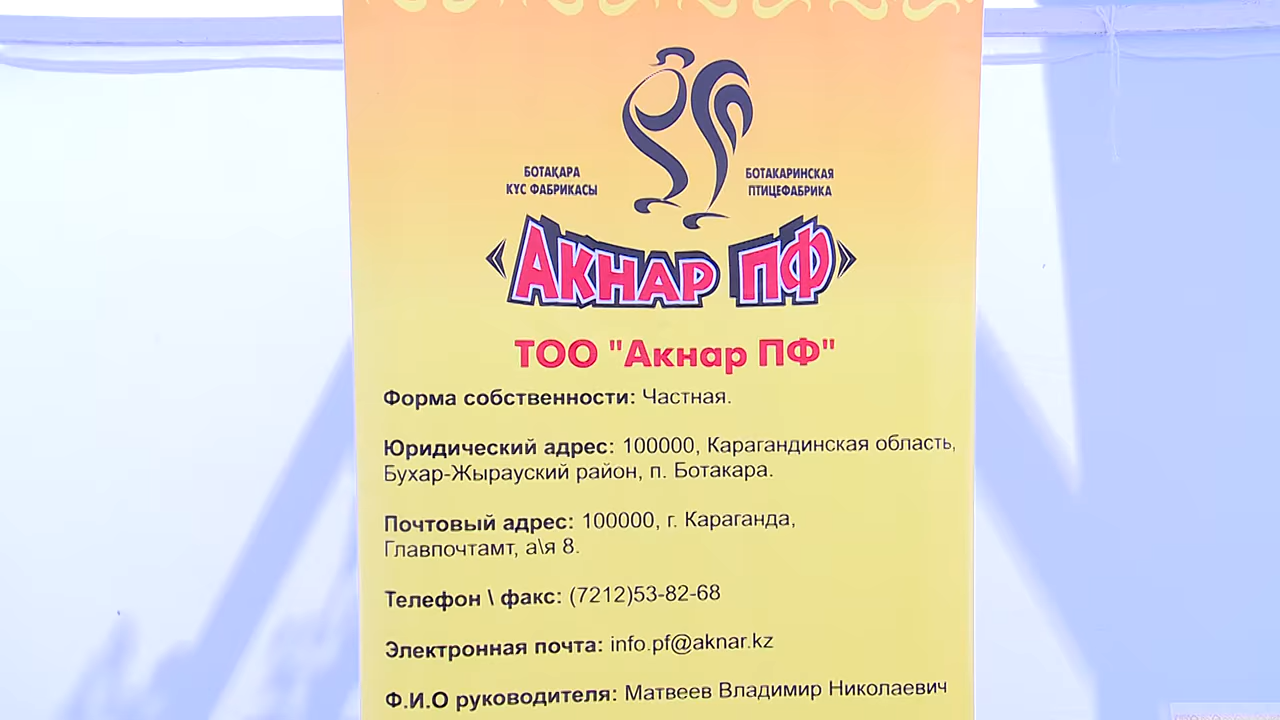 БОТАҚАРА
ҚҰС ФАБРИКАСЫ
БОТАКАРИНСКАЯ
ПТИЦЕФАБРИКА
«АКНАР ПФ»
ТОО "Акнар ПФ"
Форма собственности: Частная.
Юридический адрес: 100000, Карагандинская область,
Бухар-Жырауский район, п. Ботакара.
Почтовый адрес: 100000, г. Караганда,
Главпочтамт, а\я 8.
Телефон \ факс: (7212)53-82-68
Электронная почта: info.pf@aknar.kz
Ф.И.О руководителя: Матвеев Владимир Николаевич